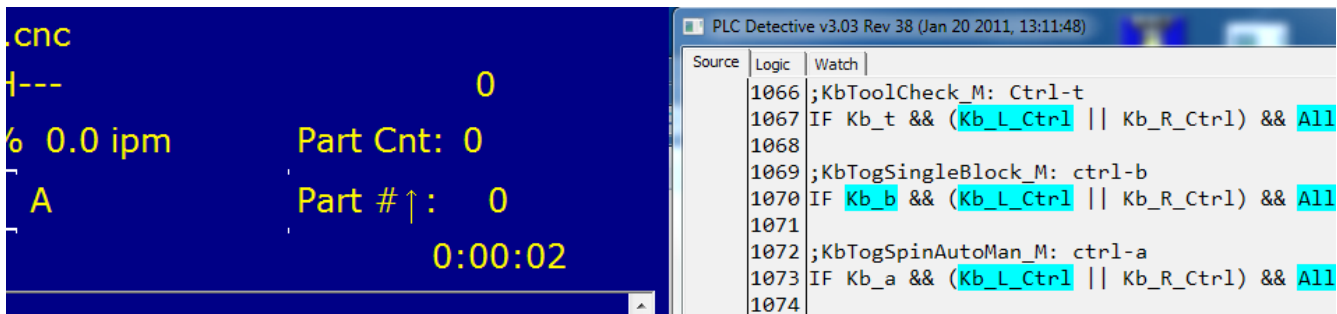 .cnc
H--- 0
% 0.0 ipm Part Cnt: 0
A Part #↑: 0
0:00:02
PLC Detective v3.03 Rev 38 (Jan 20 2011, 13:11:48)
Source Logic Watch
1066 ;KbToolCheck_M: Ctrl-t
1067 IF Kb_t && (Kb_L_Ctrl || Kb_R_Ctrl) && All
1068
1069 ;KbTogSingleBlock_M: ctrl-b
1070 IF Kb_b && (Kb_L_Ctrl || Kb_R_Ctrl) && All
1071
1072 ;KbTogSpinAutoMan_M: ctrl-a
1073 IF Kb_a && (Kb_L_Ctrl || Kb_R_Ctrl) && All
1074